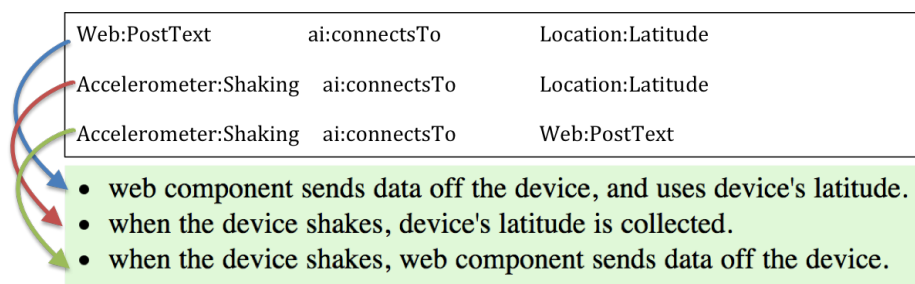 Web:PostText ai:connectsTo Location:Latitude
Accelerometer:Shaking ai:connectsTo Location:Latitude
Accelerometer:Shaking ai:connectsTo Web:PostText
• web component sends data off the device, and uses device's latitude.
• when the device shakes, device's latitude is collected.
• when the device shakes, web component sends data off the device.